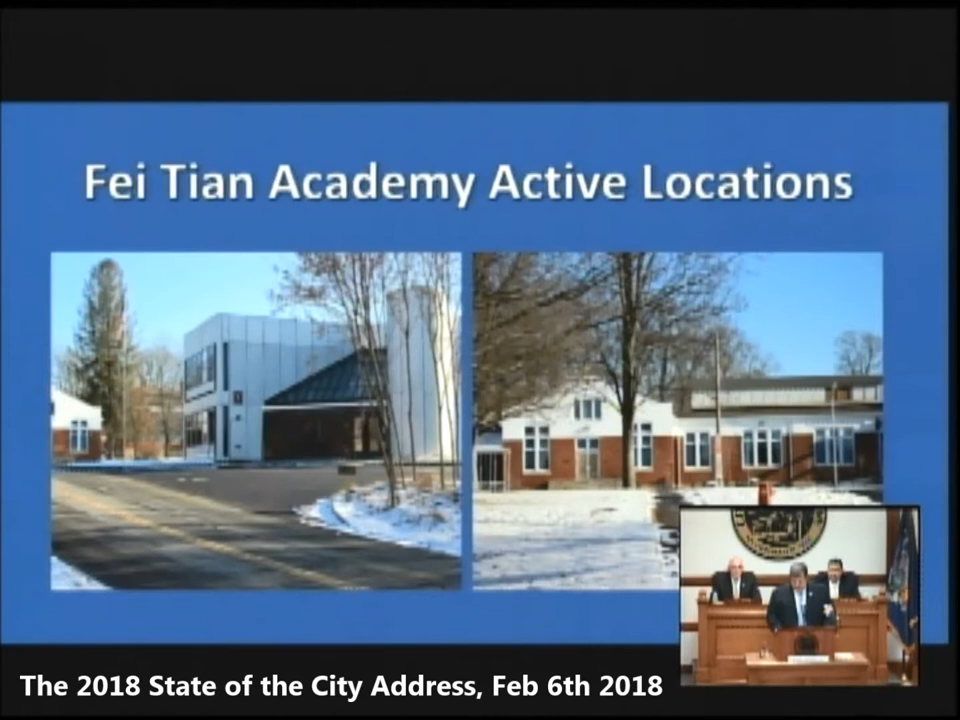 Fei Tian Academy Active Locations
The 2018 State of the City Address, Feb 6th 2018